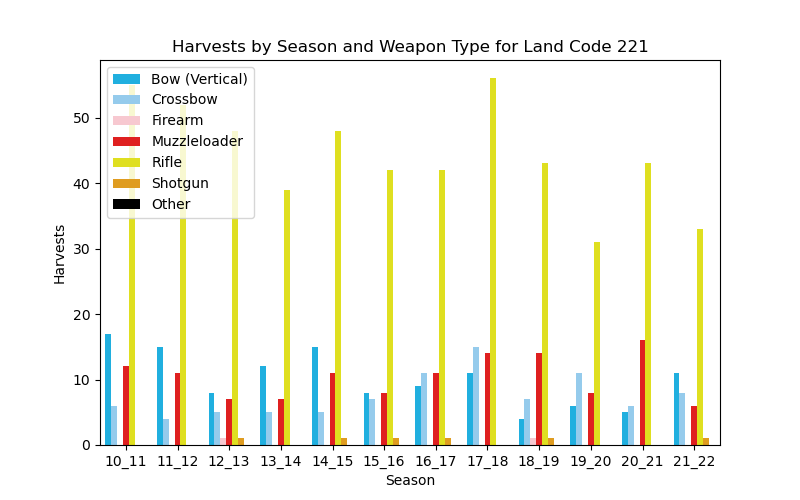 Harvests by Season and Weapon Type for Land Code 221
Bow (Vertical)
Crossbow
Firearm
Muzzleloader
Rifle
Shotgun
Other
Harvests
50
40
30
20
10
0
10_11 11_12 12_13 13_14 14_15 15_16 16_17 17_18 18_19 19_20 20_21 21_22
Season